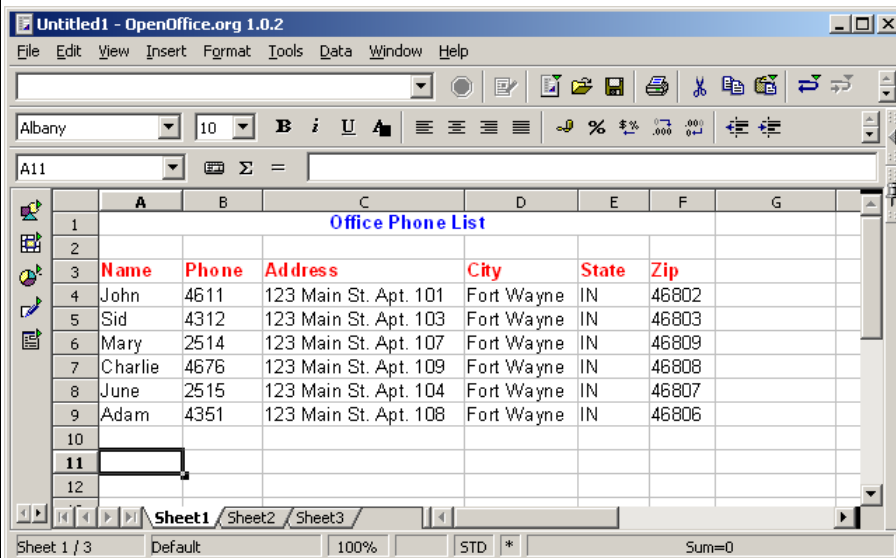 Untitled1 - OpenOffice.org 1.0.2
File Edit View Insert Format Tools Data Window Help
Albany 10 B i U A
A11 Σ =
A B C D E F G
1 Office Phone List
2
3 Name Phone Address City State Zip
4 John 4611 123 Main St. Apt. 101 Fort Wayne IN 46802
5 Sid 4312 123 Main St. Apt. 103 Fort Wayne IN 46803
6 Mary 2514 123 Main St. Apt. 107 Fort Wayne IN 46809
7 Charlie 4676 123 Main St. Apt. 109 Fort Wayne IN 46808
8 June 2515 123 Main St. Apt. 104 Fort Wayne IN 46807
9 Adam 4351 123 Main St. Apt. 108 Fort Wayne IN 46806
10
11
12
Sheet1 Sheet2 Sheet3
Sheet 1 / 3 Default 100% STD * Sum=0